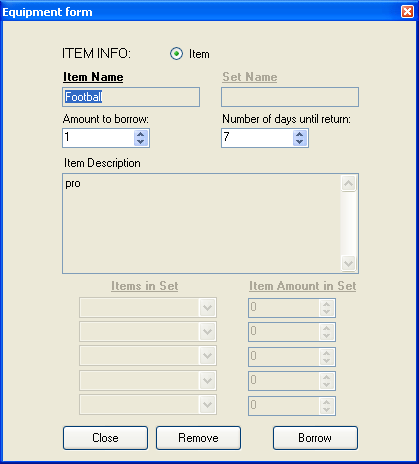 Equipment form
ITEM INFO: Item
Item Name Set Name
Football
Amount to borrow: Number of days until return:
1 7
Item Description
pro
Items in Set Item Amount in Set
0
0
0
0
0
Close Remove Borrow